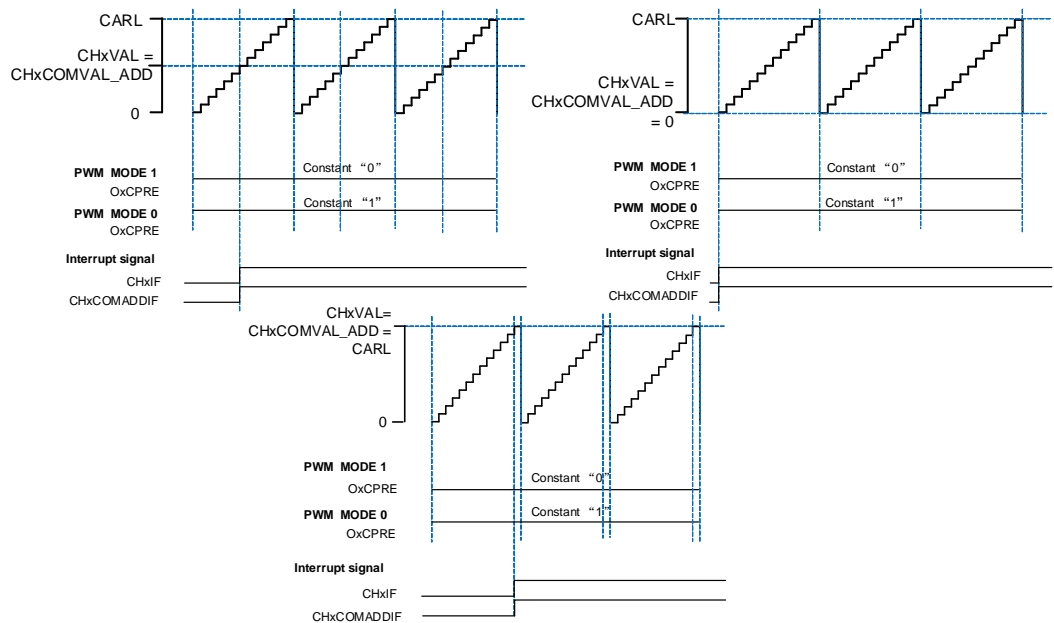 CARL
CHxVAL =
CHxCOMVAL_ADD
0
PWM MODE 1
OxCPRE
Constant “0”
PWM MODE 0
OxCPRE
Constant “1”
Interrupt signal
CHxIF
CHxCOMADDIF
CARL
CHxVAL =
CHxCOMVAL_ADD
= 0
PWM MODE 1
OxCPRE
Constant “0”
PWM MODE 0
OxCPRE
Constant “1”
Interrupt signal
CHxIF
CHxCOMADDIF
CHxVAL=
CHxCOMVAL_ADD =
CARL
0
PWM MODE 1
OxCPRE
Constant “0”
PWM MODE 0
OxCPRE
Constant “1”
Interrupt signal
CHxIF
CHxCOMADDIF